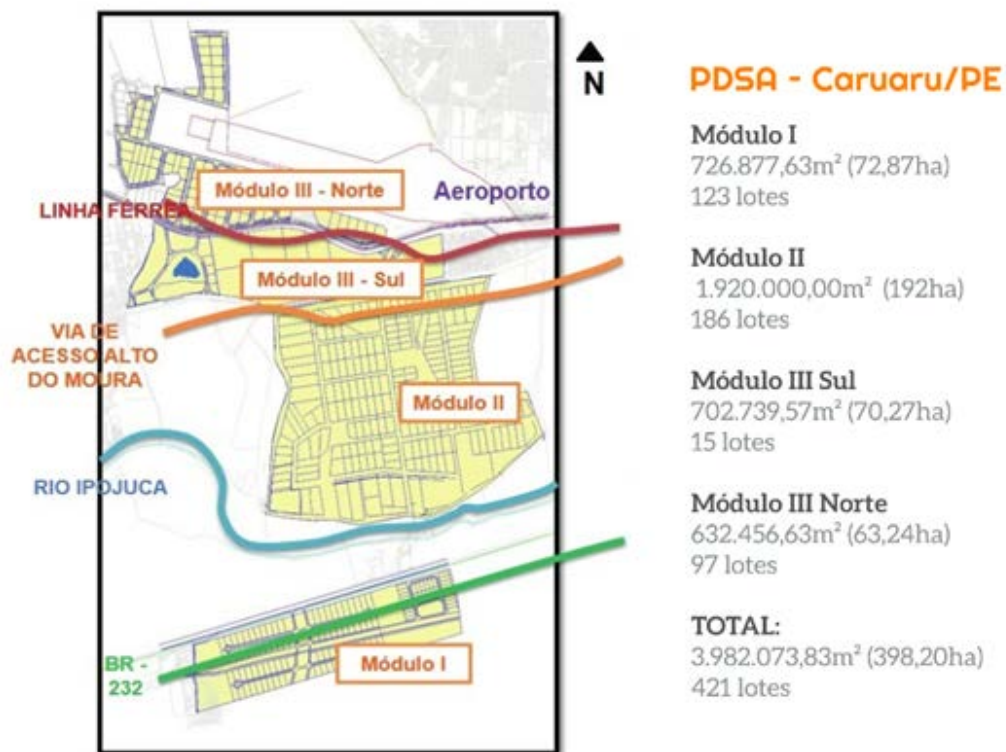 N
Módulo III - Norte
Aeroporto
LINHA FÉRREA
Módulo III - Sul
VIA DE
ACESSO ALTO
DO MOURA
Módulo II
RIO IPOJUCA
BR -
232
Módulo I
PDSA - Caruaru/PE
Módulo I
726.877,63m² (72,87ha)
123 lotes
Módulo II
1.920.000,00m² (192ha)
186 lotes
Módulo III Sul
702.739,57m² (70,27ha)
15 lotes
Módulo III Norte
632.456,63m² (63,24ha)
97 lotes
TOTAL:
3.982.073,83m² (398,20ha)
421 lotes